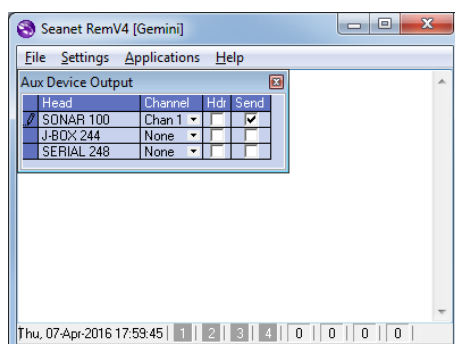 Seanet RemV4 [Gemini]
File Settings Applications Help
Aux Device Output
Head Channel Hdr Send
SONAR 100 Chan 1
J-BOX 244 None
SERIAL 248 None
Thu, 07-Apr-2016 17:59:45 1 2 3 4 0 0 0 0